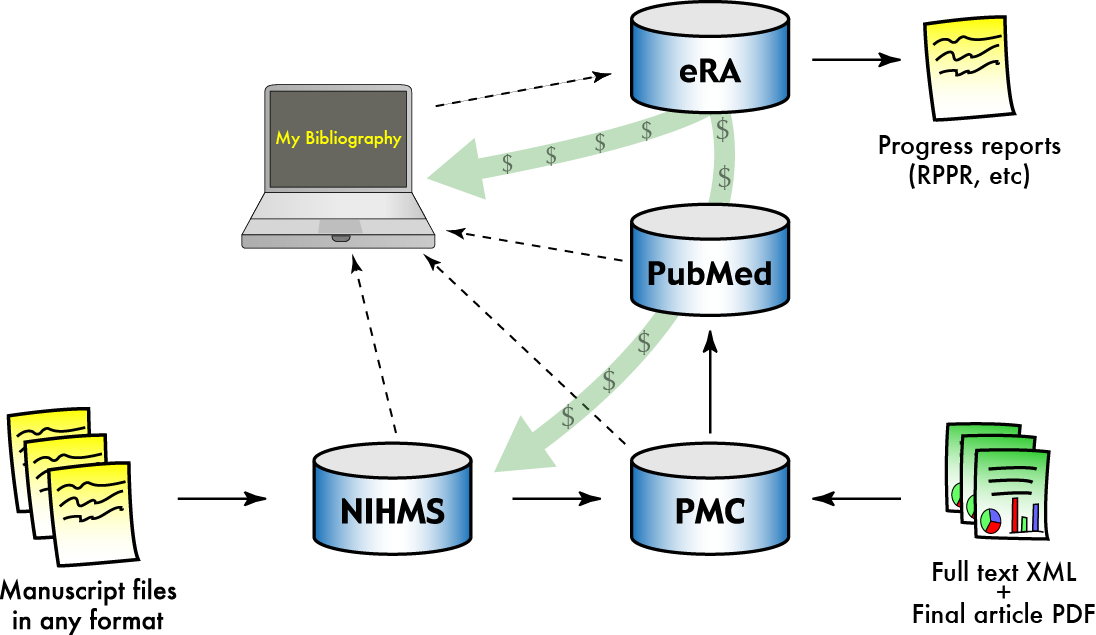 eRA
My Bibliography
$ $ $ $
$
$
Progress reports
(RPPR, etc)
PubMed
$
$
$
NIHMS
PMC
Manuscript files
in any format
Full text XML
+
Final article PDF